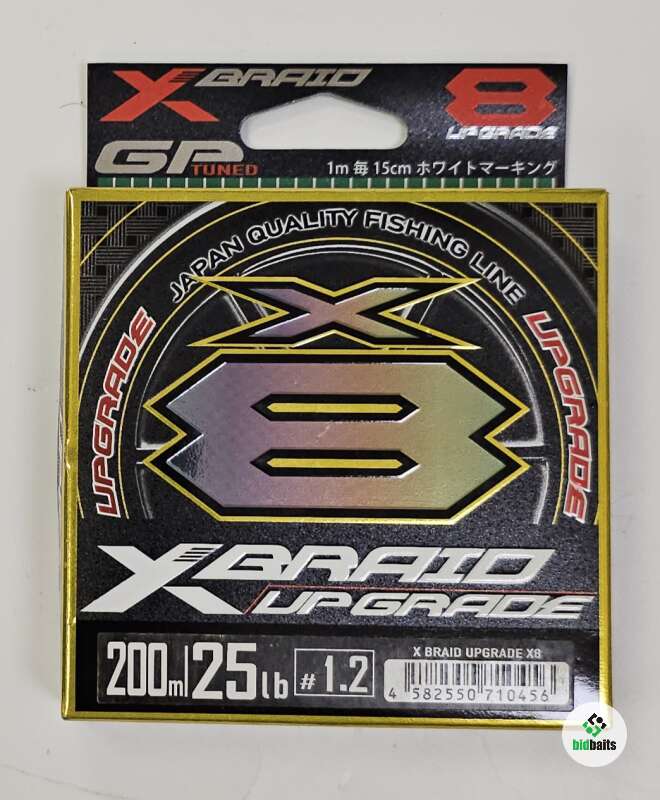 X BRAID
8
UPGRADE
GP
TUNED
1m 毎 15cm ホワイトマーキング
JAPAN QUALITY FISHING LINE
UPGRADE
UPGRADE
X
8
X BRAID
UPGRADE
200m 25lb #1.2
X BRAID UPGRADE X8
4 582550 710456
bidbaits